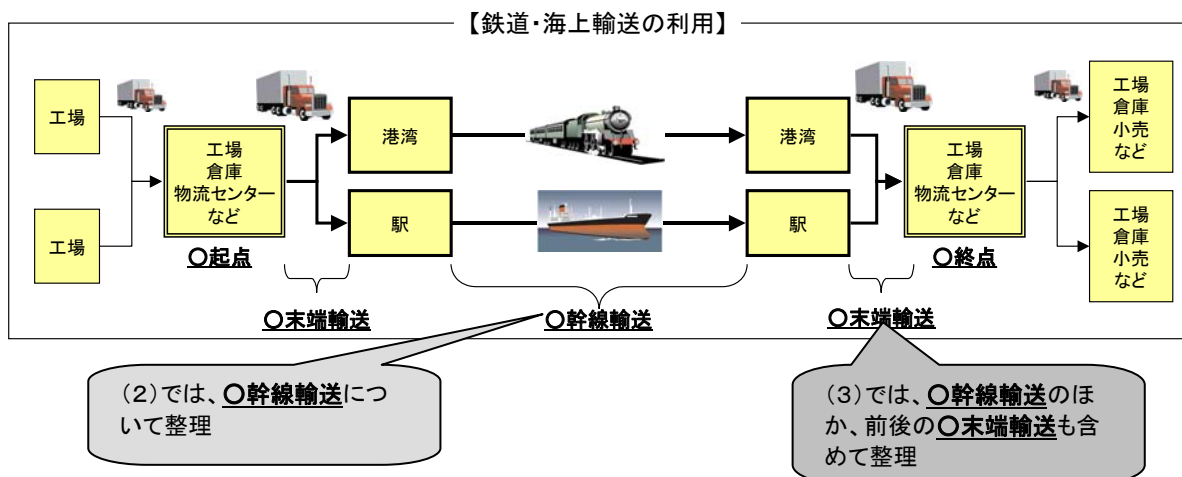 【鉄道・海上輸送の利用】
工場
工場
工場
倉庫
物流センター
など
○起点
港湾
駅
港湾
駅
工場
倉庫
物流センター
など
○終点
工場
倉庫
小売
など
工場
倉庫
小売
など
○末端輸送
○幹線輸送
○末端輸送
(2)では、○幹線輸送につ
いて整理
(3)では、○幹線輸送のほ
か、前後の○末端輸送も含
めて整理